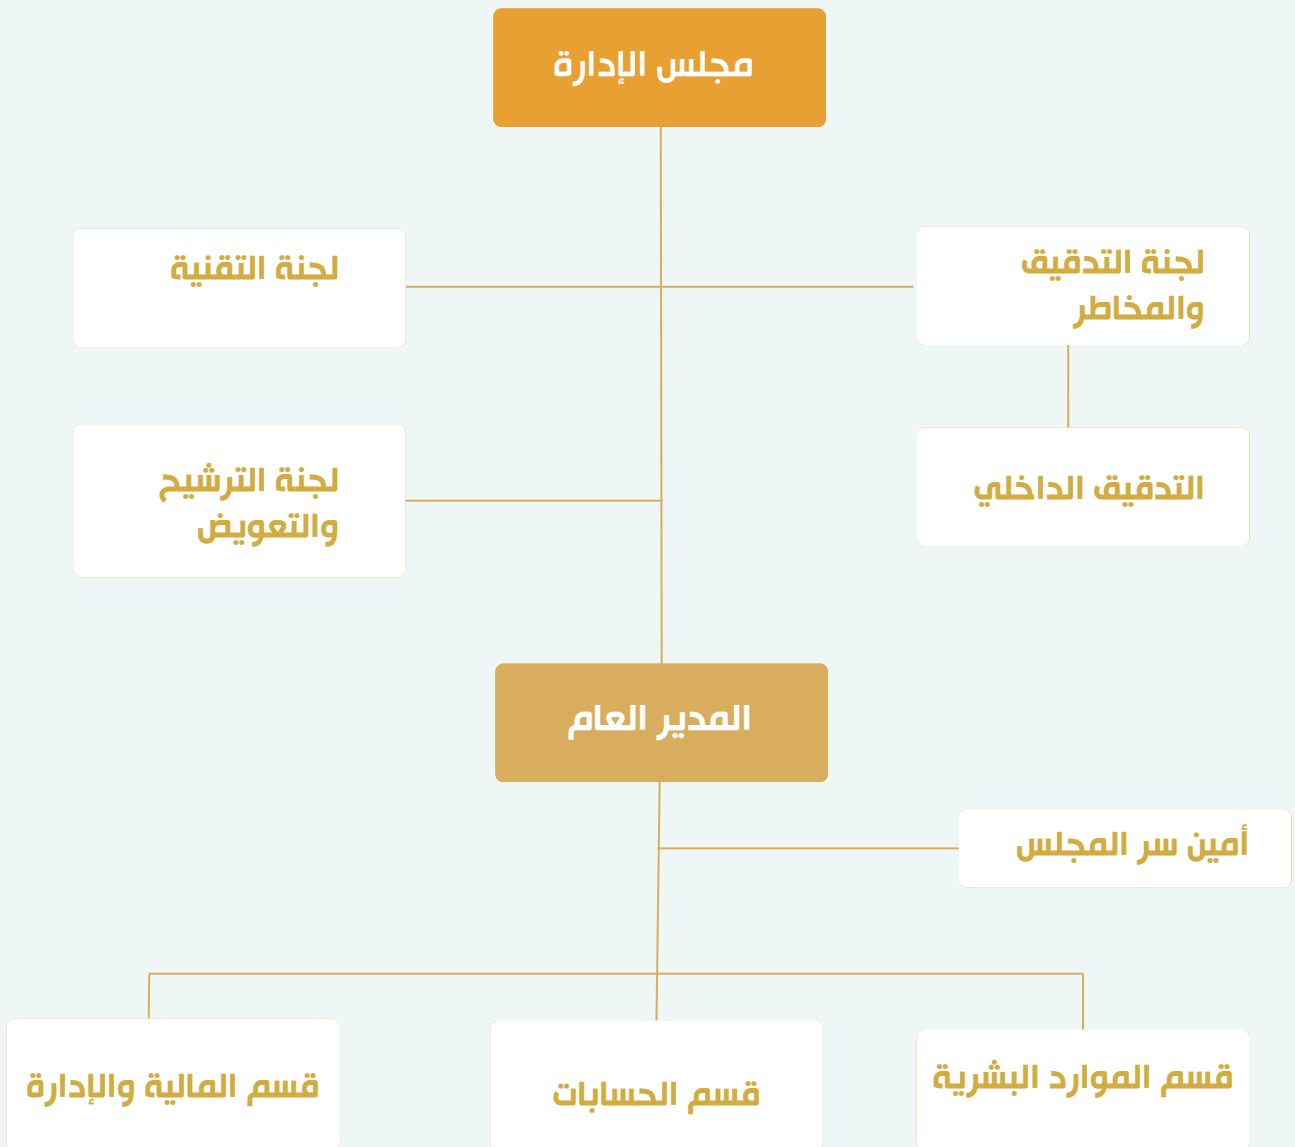 مجلس الإدارة
لجنة التدقيق
والمخاطر
لجنة التقنية
التدقيق الداخلي
لجنة الترشيح
والتعويض
المدير العام
أمين سر المجلس
قسم الموارد البشرية
قسم الحسابات
قسم المالية والإدارة